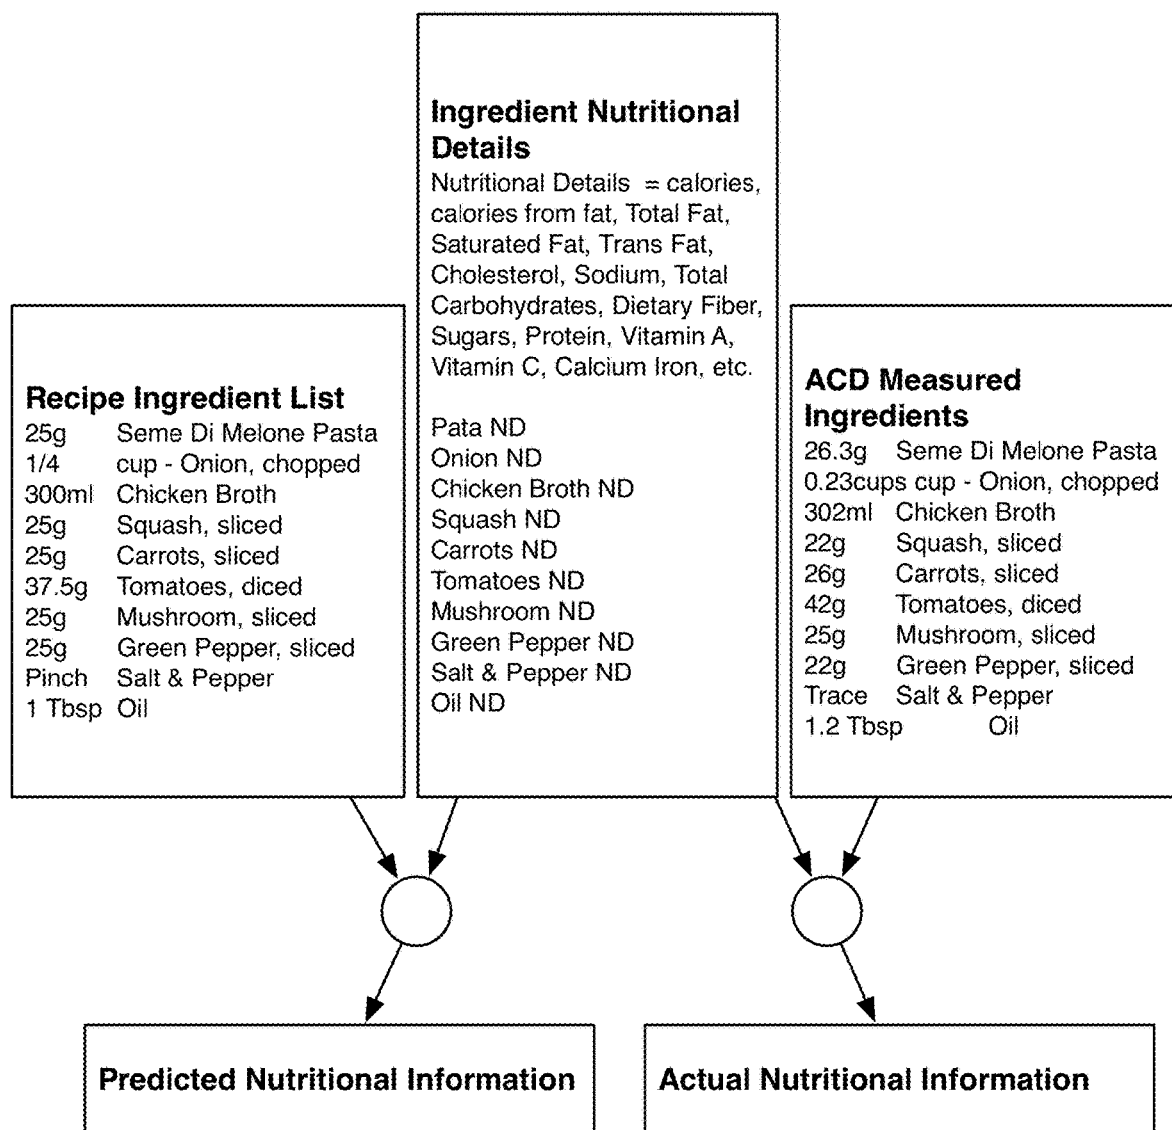 Ingredient Nutritional
Details
Nutritional Details = calories,
calories from fat, Total Fat,
Saturated Fat, Trans Fat,
Cholesterol, Sodium, Total
Carbohydrates, Dietary Fiber,
Sugars, Protein, Vitamin A,
Vitamin C, Calcium Iron, etc.
Pata ND
Onion ND
Chicken Broth ND
Squash ND
Carrots ND
Tomatoes ND
Mushroom ND
Green Pepper ND
Salt & Pepper ND
Oil ND
Recipe Ingredient List
25g Seme Di Melone Pasta
1/4 cup - Onion, chopped
300ml Chicken Broth
25g Squash, sliced
25g Carrots, sliced
37.5g Tomatoes, diced
25g Mushroom, sliced
25g Green Pepper, sliced
Pinch Salt & Pepper
1 Tbsp Oil
ACD Measured
Ingredients
26.3g Seme Di Melone Pasta
0.23cups cup - Onion, chopped
302ml Chicken Broth
22g Squash, sliced
26g Carrots, sliced
42g Tomatoes, diced
25g Mushroom, sliced
22g Green Pepper, sliced
Trace Salt & Pepper
1.2 Tbsp Oil
Predicted Nutritional Information
Actual Nutritional Information